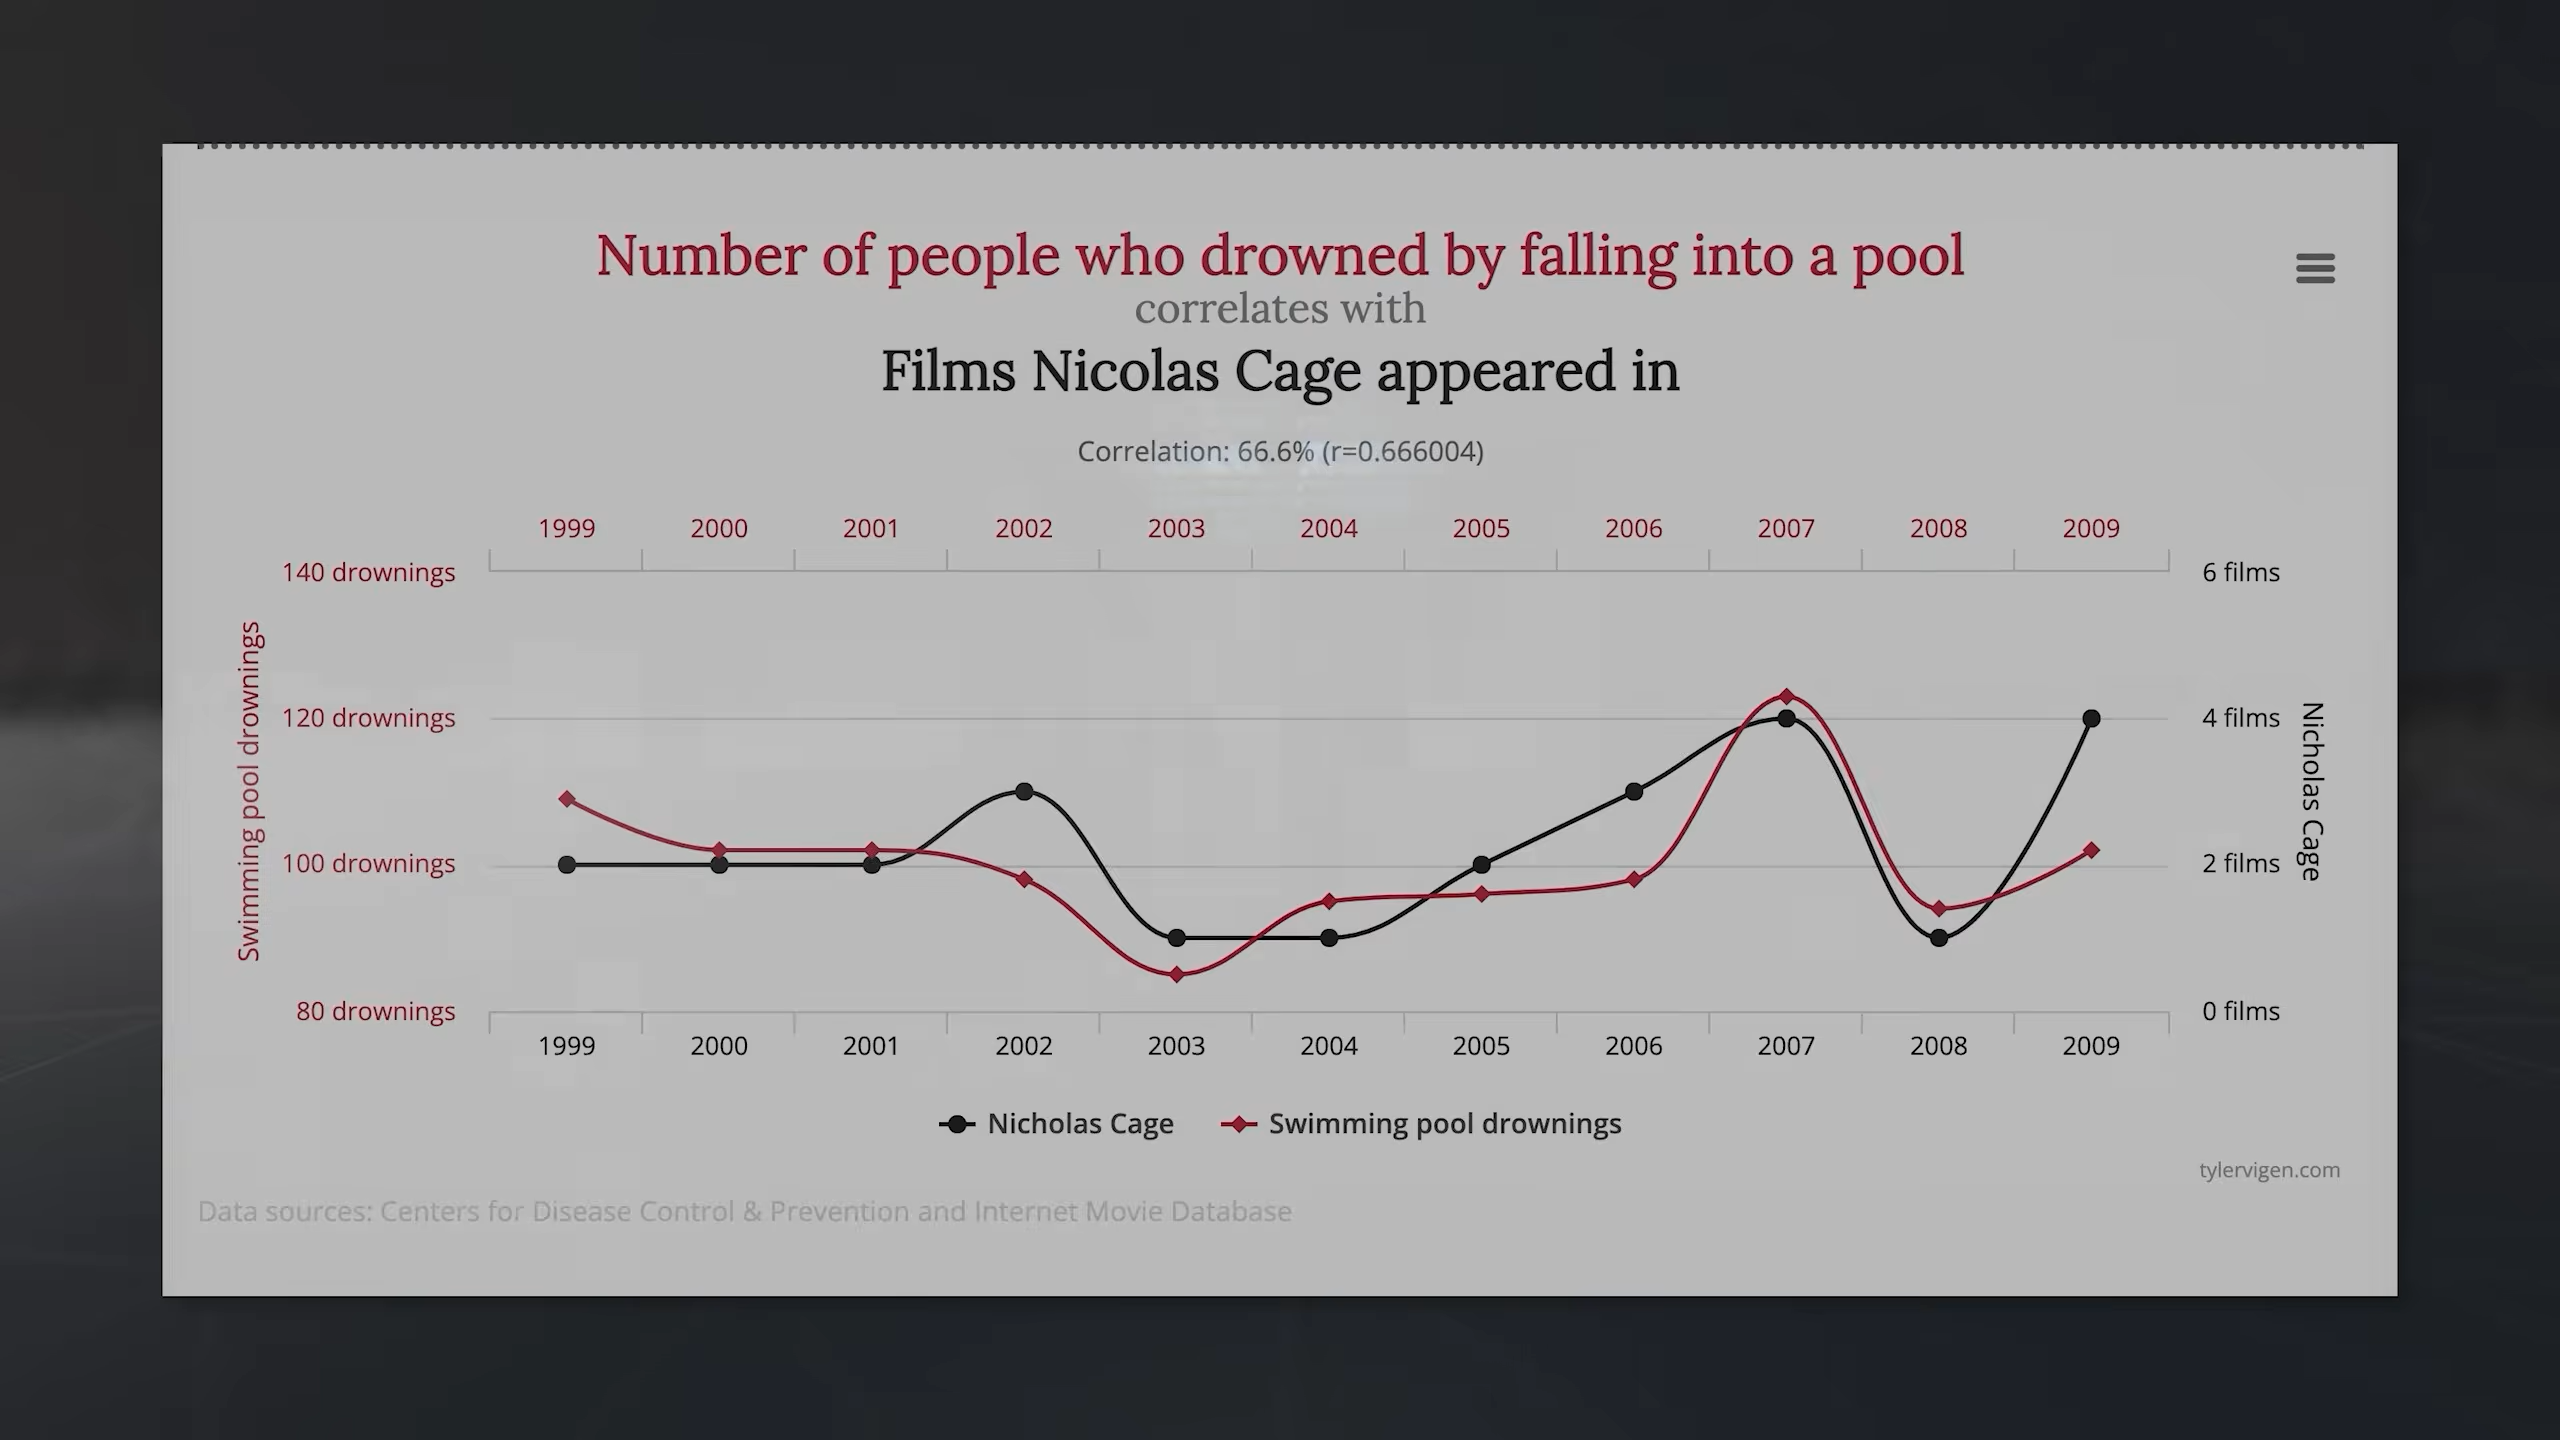 Number of people who drowned by falling into a pool
correlates with
Films Nicolas Cage appeared in
Correlation: 66.6% (r=0.666004)
1999 2000 2001 2002 2003 2004 2005 2006 2007 2008 2009
140 drownings 6 films
120 drownings 4 films
100 drownings 2 films
80 drownings 0 films
Swimming pool drownings
Nicholas Cage
1999 2000 2001 2002 2003 2004 2005 2006 2007 2008 2009
Nicholas Cage Swimming pool drownings
tylervigen.com
Data sources: Centers for Disease Control & Prevention and Internet Movie Database